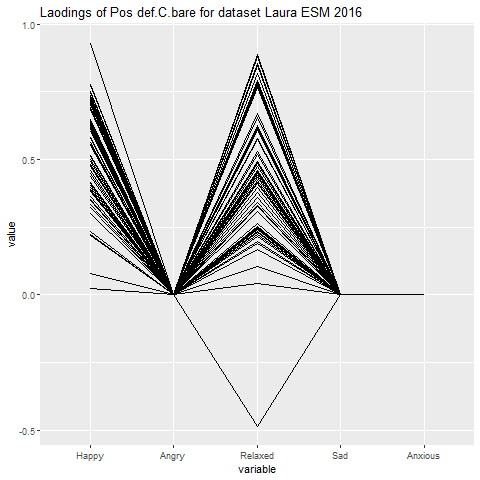 Laodings of Pos def.C.bare for dataset Laura ESM 2016
1.0
0.5
0.0
-0.5
value
Happy Angry Relaxed Sad Anxious
variable